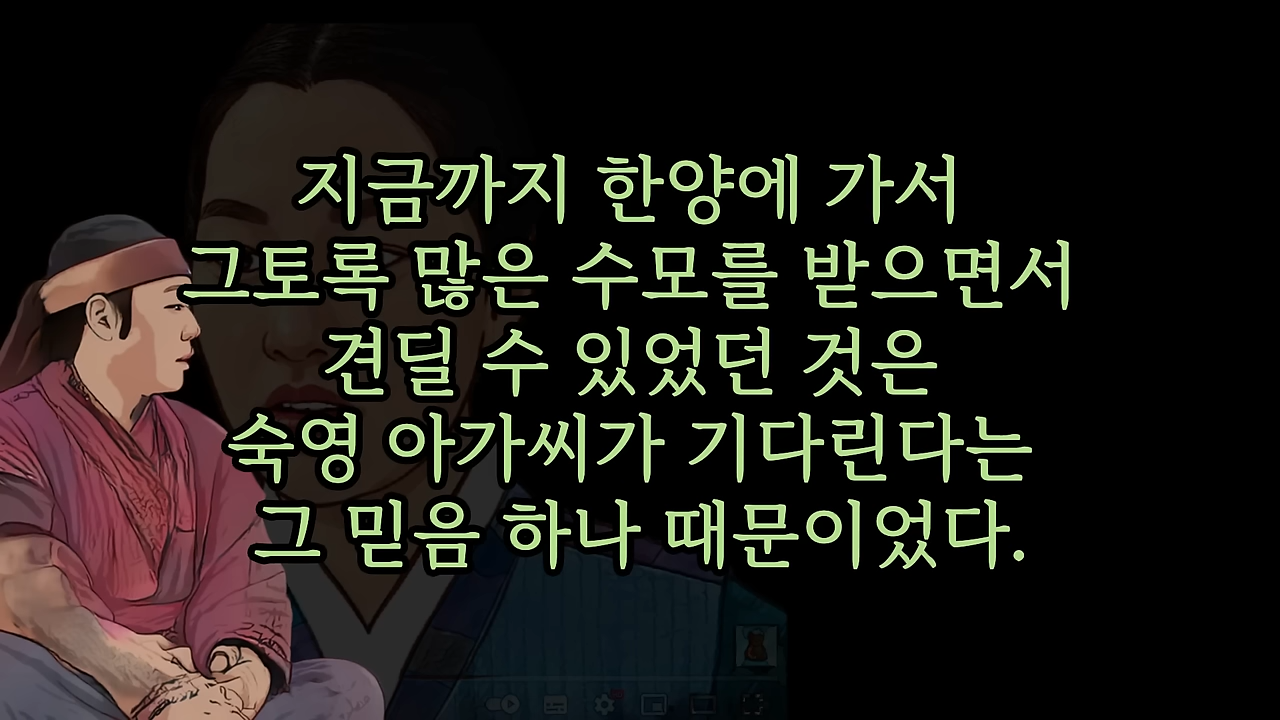 지금까지 한양에 가서
그토록 많은 수모를 받으면서
견딜 수 있었던 것은
숙영 아가씨가 기다린다는
그 믿음 하나 때문이었다.